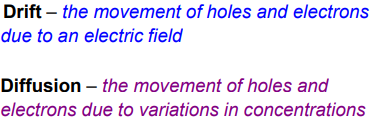 Drift – the movement of holes and electrons
due to an electric field
Diffusion – the movement of holes and
electrons due to variations in concentrations